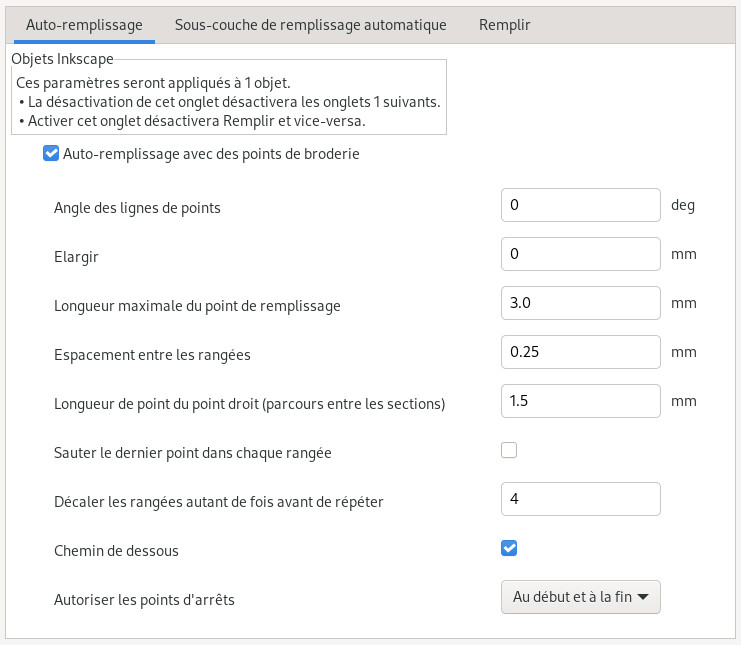 Auto-remplissage Sous-couche de remplissage automatique Remplir
Objets Inkscape
Ces paramètres seront appliqués à 1 objet.
• La désactivation de cet onglet désactivera les onglets 1 suivants.
• Activer cet onglet désactivera Remplir et vice-versa.
Auto-remplissage avec des points de broderie
Angle des lignes de points 0 deg
Elargir 0 mm
Longueur maximale du point de remplissage 3.0 mm
Espacement entre les rangées 0.25 mm
Longueur de point du point droit (parcours entre les sections) 1.5 mm
Sauter le dernier point dans chaque rangée
Décaler les rangées autant de fois avant de répéter 4
Chemin de dessous
Autoriser les points d'arrêts Au début et à la fin